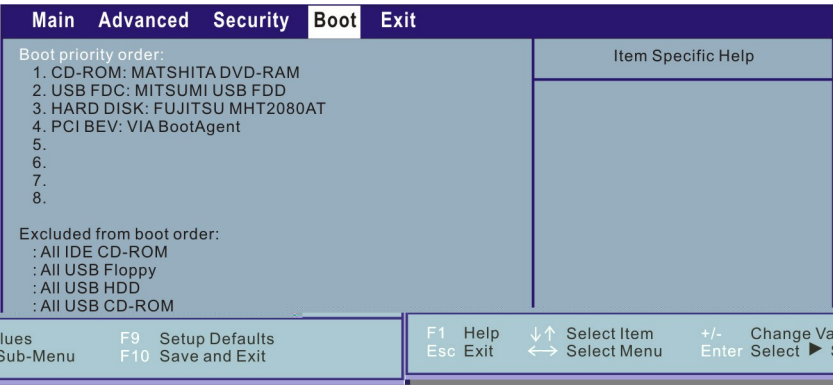 Main Advanced Security Boot Exit
Boot priority order:
1. CD-ROM: MATSHITA DVD-RAM
2. USB FDC: MITSUMI USB FDD
3. HARD DISK: FUJITSU MHT2080AT
4. PCI BEV: VIA BootAgent
5.
6.
7.
8.
Excluded from boot order:
: All IDE CD-ROM
: All USB Floppy
: All USB HDD
: All USB CD-ROM
Item Specific Help
lues F9 Setup Defaults
Sub-Menu F10 Save and Exit
F1 Help ↓↑ Select Item +/- Change Va
Esc Exit ↔ Select Menu Enter Select ▶